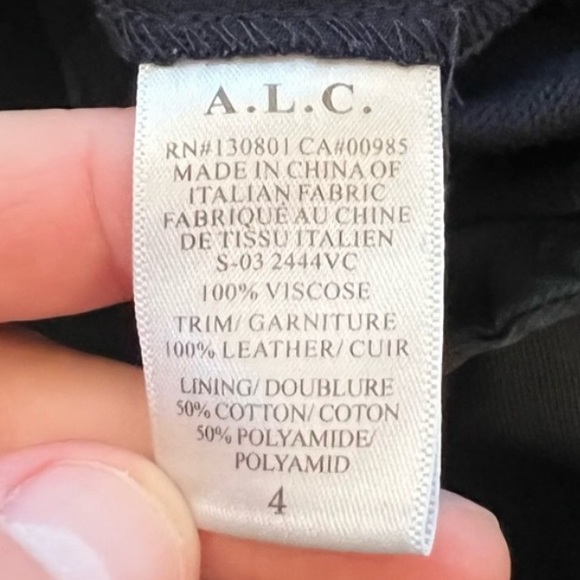 A.L.C.
RN#130801 CA#00985
MADE IN CHINA OF
ITALIAN FABRIC
FABRIQUÉ AU CHINE
DE TISSU ITALIEN
S-03 2444VC
100% VISCOSE
TRIM/ GARNITURE
100% LEATHER/ CUIR
LINING/ DOUBLURE
50% COTTON/ COTON
50% POLYAMIDE/
POLYAMID
4